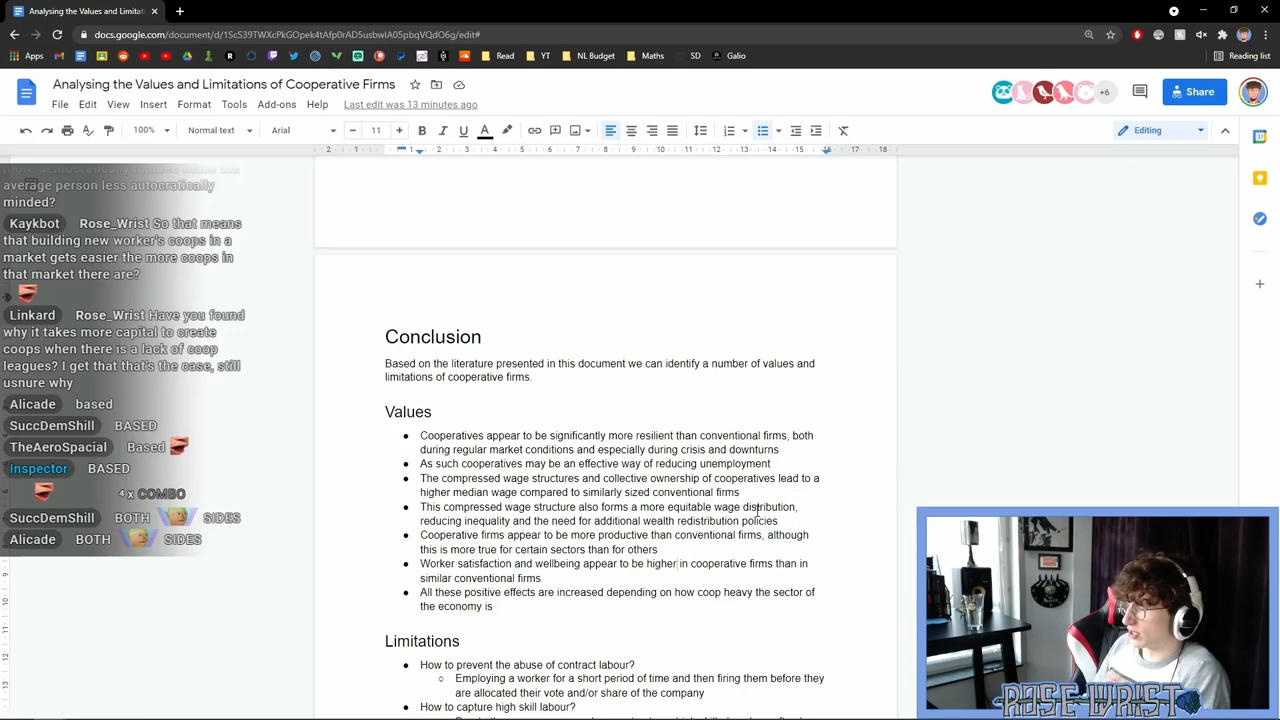 Analysing the Values and Limitations of Cooperative Firms
docs.google.com/document/d/1ScS39TWXcPkGOpek4tAfp0rAD5usbwIA05pbqVQdO6g/edit#
Apps
Read
YT
NL Budget
Maths
SD
Galio
Reading list
Analysing the Values and Limitations of Cooperative Firms
File Edit View Insert Format Tools Add-ons Help Last edit was 13 minutes ago
+6
Share
100% Normal text Arial 11
Editing
average person less autocratically
minded?
Kaykbot Rose_Wrist So that means
that building new worker's coops in a
market gets easier the more coops in
that market there are?
Linkard Rose_Wrist Have you found
why it takes more capital to create
coops when there is a lack of coop
leagues? I get that that's the case, still
usnure why
Alicade based
SuccDemShill BASED
TheAeroSpacial Based
Inspector BASED
4 x COMBO
SuccDemShill BOTH SIDES
Alicade BOTH SIDES
Conclusion
Based on the literature presented in this document we can identify a number of values and
limitations of cooperative firms.
Values
● Cooperatives appear to be significantly more resilient than conventional firms, both
during regular market conditions and especially during crisis and downturns
● As such cooperatives may be an effective way of reducing unemployment
● The compressed wage structures and collective ownership of cooperatives lead to a
higher median wage compared to similarly sized conventional firms
● This compressed wage structure also forms a more equitable wage distribution,
reducing inequality and the need for additional wealth redistribution policies
● Cooperative firms appear to be more productive than conventional firms, although
this is more true for certain sectors than for others
● Worker satisfaction and wellbeing appear to be higher in cooperative firms than in
similar conventional firms
● All these positive effects are increased depending on how coop heavy the sector of
the economy is
Limitations
● How to prevent the abuse of contract labour?
○ Employing a worker for a short period of time and then firing them before they
are allocated their vote and/or share of the company
● How to capture high skill labour?
ROSE WRIST